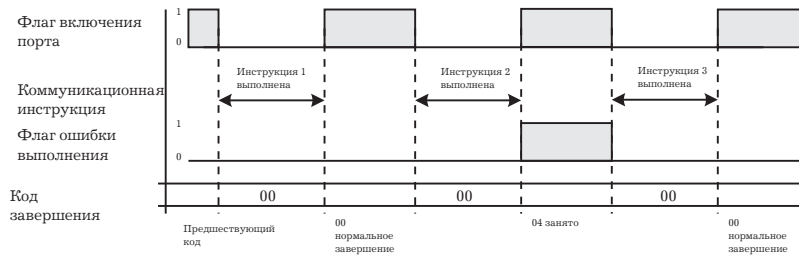 Флаг включения
порта
1
0
Инструкция 1
выполнена
Инструкция 2
выполнена
Инструкция 3
выполнена
Коммуникационная
инструкция
Флаг ошибки
выполнения
1
0
Код
завершения
00
00
00
Предшествующий
код
00
нормальное
завершение
04 занято
00
нормальное
завершение